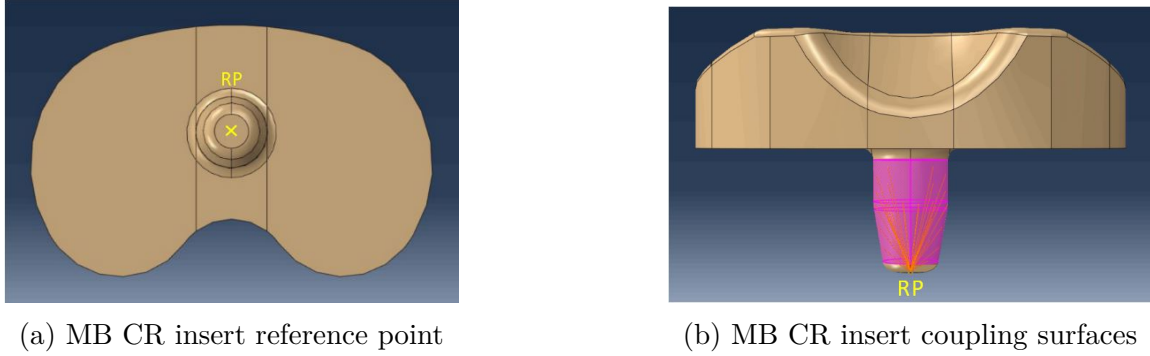 RP
RP
(a) MB CR insert reference point
(b) MB CR insert coupling surfaces